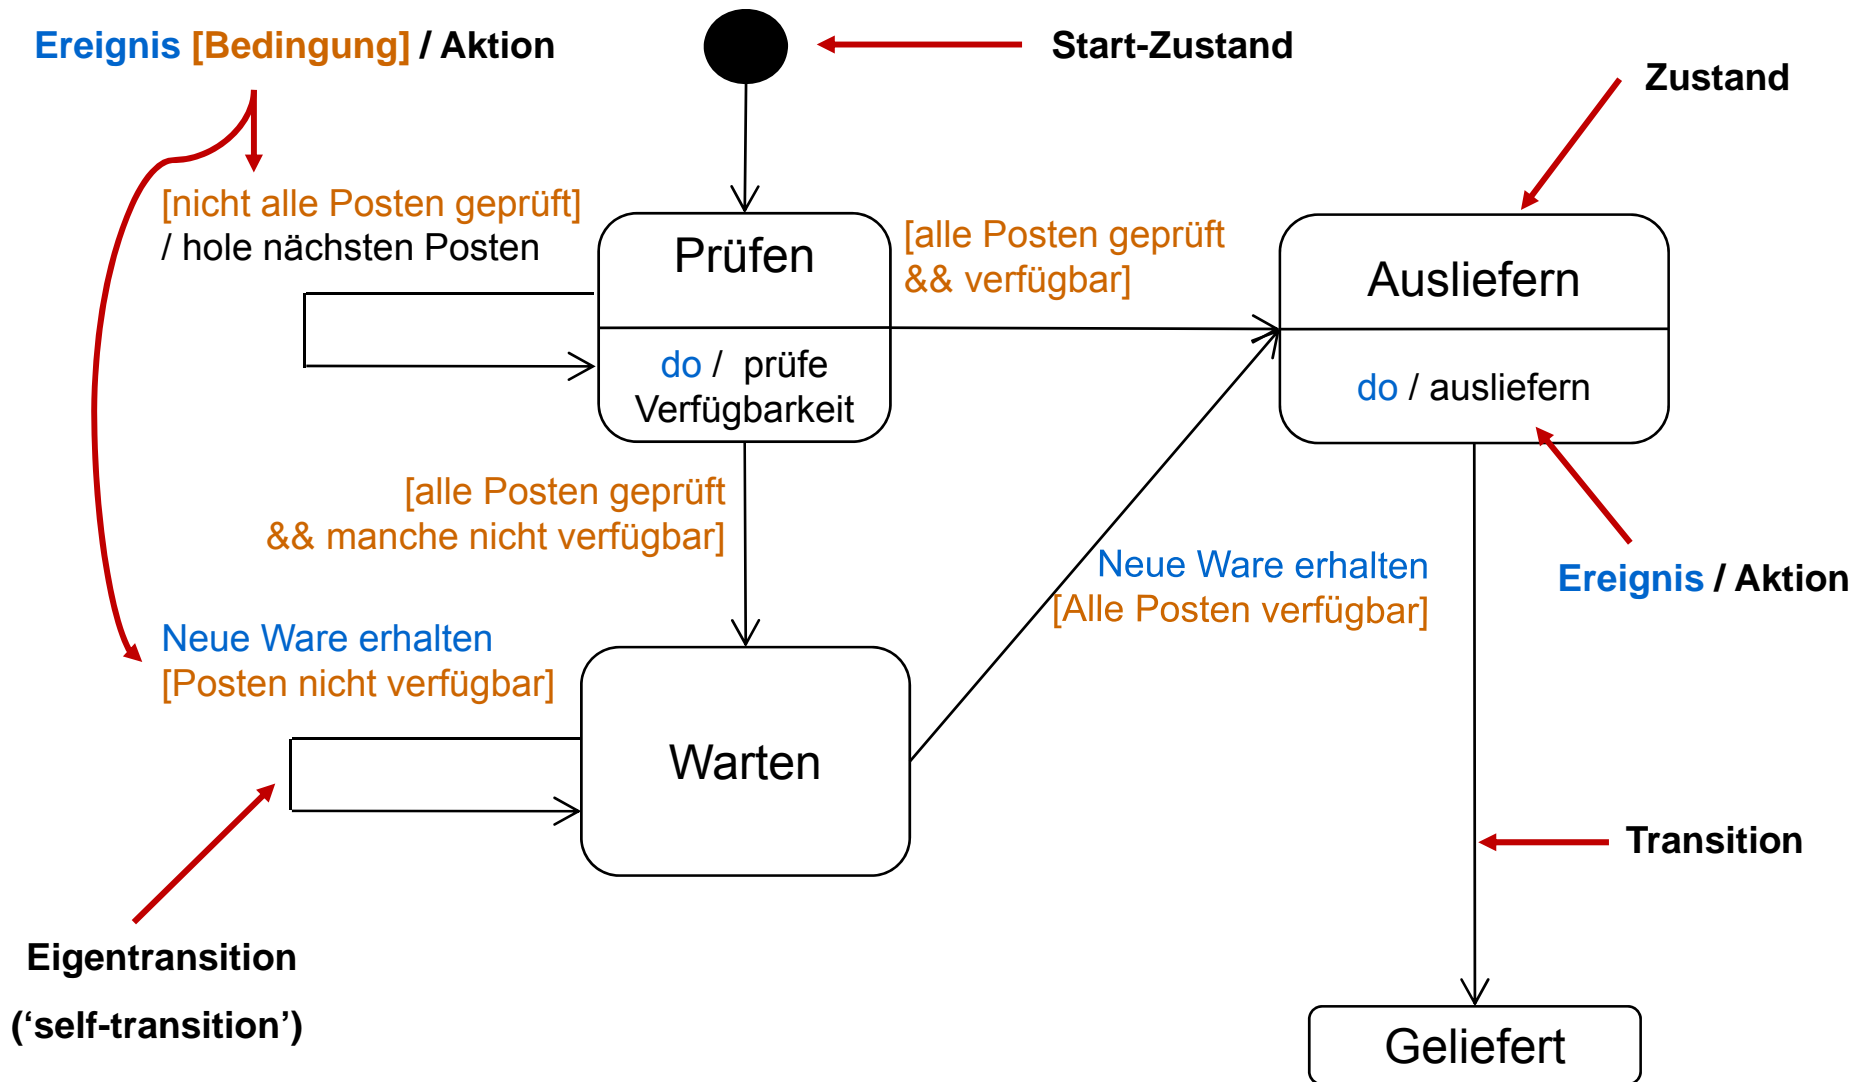 Ereignis [Bedingung] / Aktion
Start-Zustand
Zustand
[nicht alle Posten geprüft]
/ hole nächsten Posten
Prüfen
do / prüfe
Verfügbarkeit
[alle Posten geprüft
&& verfügbar]
Ausliefern
do / ausliefern
[alle Posten geprüft
&& manche nicht verfügbar]
Neue Ware erhalten
[Alle Posten verfügbar]
Ereignis / Aktion
Neue Ware erhalten
[Posten nicht verfügbar]
Warten
Transition
Eigentransition
(‘self-transition’)
Geliefert